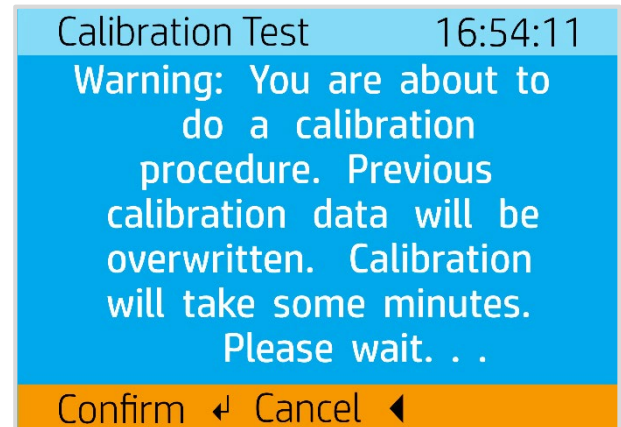 Calibration Test 16:54:11
Warning: You are about to
do a calibration
procedure. Previous
calibration data will be
overwritten. Calibration
will take some minutes.
Please wait. . .
Confirm ↲ Cancel ◀